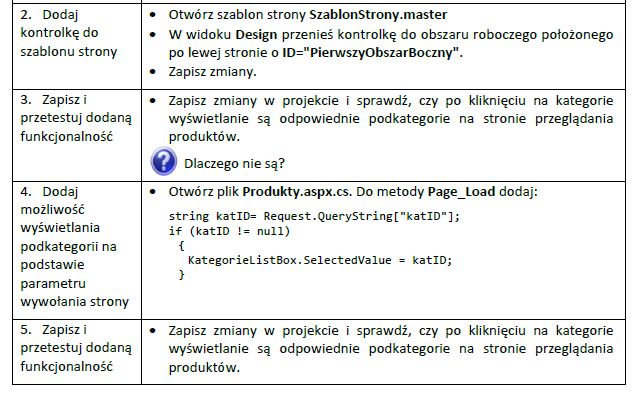 2. Dodaj
kontrolkę do
szablonu strony
• Otwórz szablon strony SzablonStrony.master
• W widoku Design przenieś kontrolkę do obszaru roboczego położonego
po lewej stronie o ID="PierwszyObszarBoczny".
• Zapisz zmiany.
3. Zapisz i
przetestuj dodaną
funkcjonalność
• Zapisz zmiany w projekcie i sprawdź, czy po kliknięciu na kategorie
wyświetlanie są odpowiednie podkategorie na stronie przeglądania
produktów.
? Dlaczego nie są?
4. Dodaj
możliwość
wyświetlania
podkategorii na
podstawie
parametru
wywołania strony
• Otwórz plik Produkty.aspx.cs. Do metody Page_Load dodaj:
string katID= Request.QueryString["katID"];
if (katID != null)
{
KategorieListBox.SelectedValue = katID;
}
5. Zapisz i
przetestuj dodaną
funkcjonalność
• Zapisz zmiany w projekcie i sprawdź, czy po kliknięciu na kategorie
wyświetlanie są odpowiednie podkategorie na stronie przeglądania
produktów.